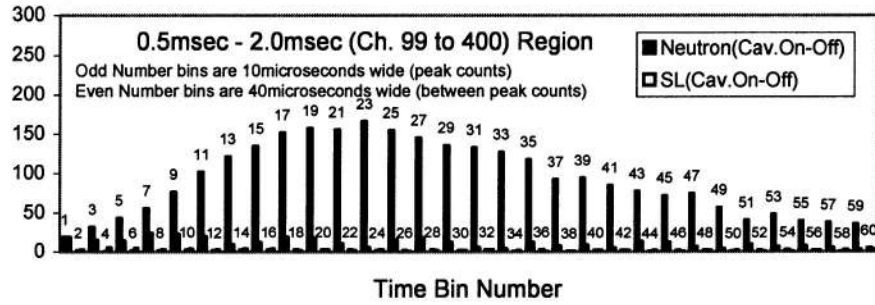 300
250
200
150
100
50
0
0.5msec - 2.0msec (Ch. 99 to 400) Region
Odd Number bins are 10microseconds wide (peak counts)
Even Number bins are 40microseconds wide (between peak counts)
Neutron(Cav.On-Off)
SL(Cav.On-Off)
1 2 3 4 5 6 7 8 9 10 11 12 13 14 15 16 17 18 19 20 21 22 23 24 25 26 27 28 29 30 31 32 33 34 35 36 37 38 39 40 41 42 43 44 45 46 47 48 49 50 51 52 53 54 55 56 57 58 59 60
Time Bin Number